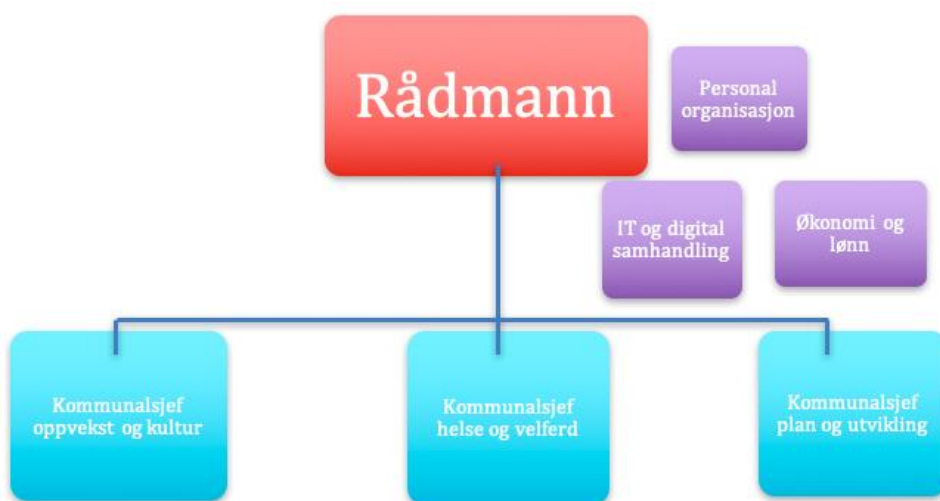 Rådmann
Personal
organisasjon
IT og digital
samhandling
Økonomi og
lønn
Kommunalsjef
oppvekst og kultur
Kommunalsjef
helse og velferd
Kommunalsjef
plan og utvikling